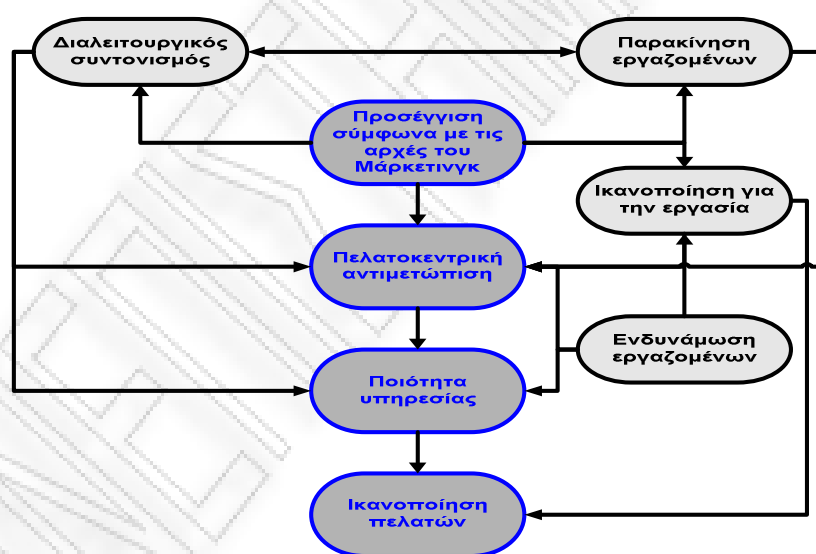 Διαλειτουργικός
συντονισμός
Παρακίνηση
εργαζομένων
Προσέγγιση
σύμφωνα με τις
αρχές του
Μάρκετινγκ
Ικανοποίηση για
την εργασία
Πελατοκεντρική
αντιμετώπιση
Ενδυνάμωση
εργαζομένων
Ποιότητα
υπηρεσίας
Ικανοποίηση
πελατών